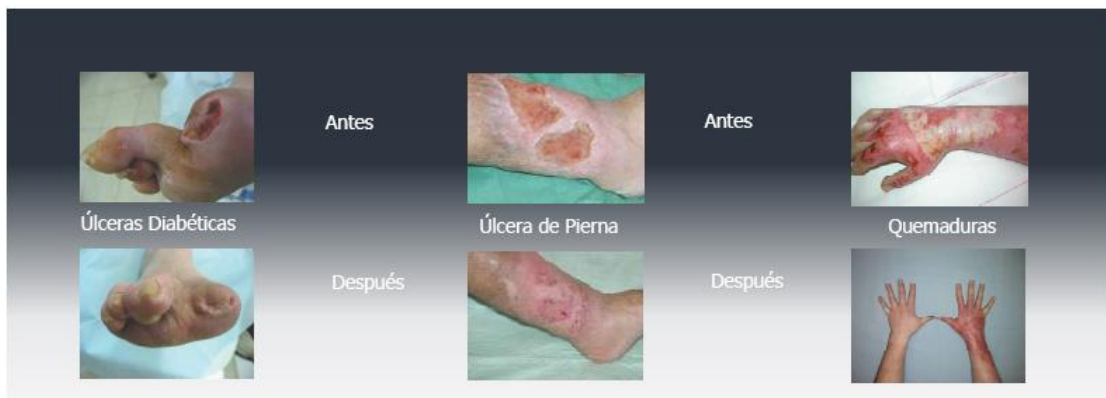 Antes
Antes
Úlceras Diabéticas
Úlcera de Pierna
Quemaduras
Después
Después